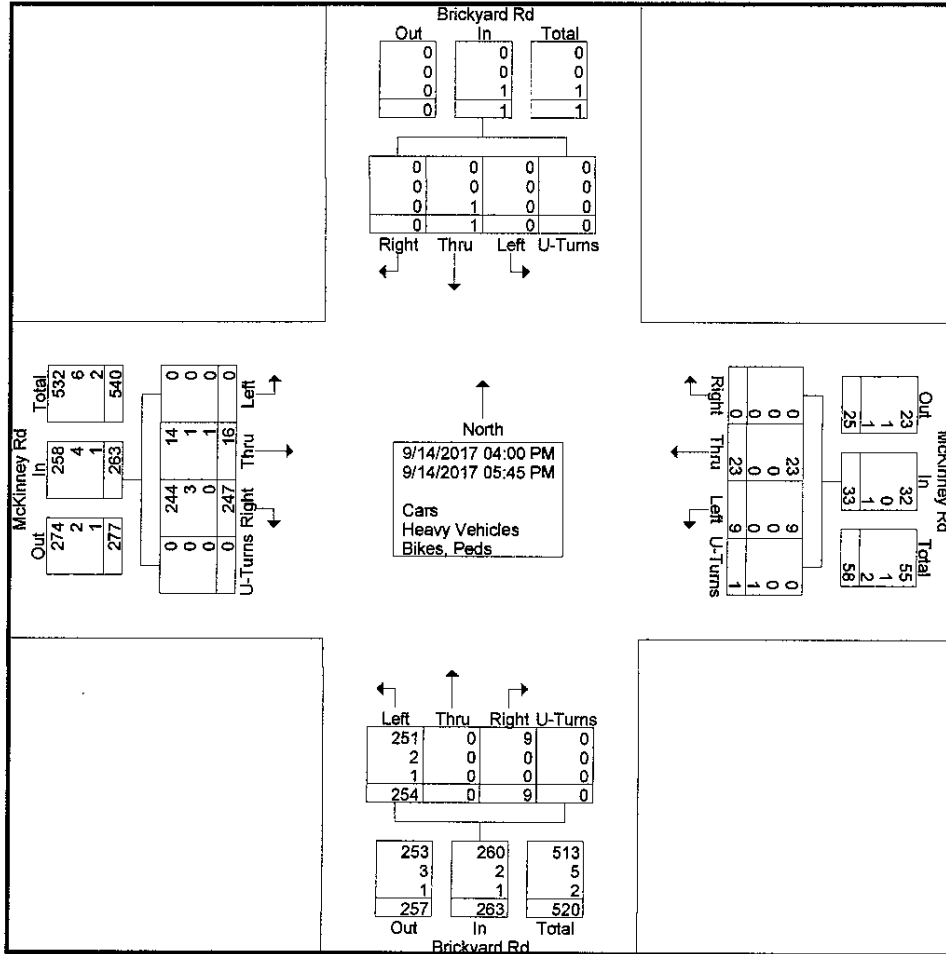 Brickyard Rd
Out In Total
0 0 0
0 0 0
0 1 1
0 1 1
0 0 0 0
0 0 0 0
0 1 0 0
0 1 0 0
Right Thru Left U-Turns
McKinney Rd
Total In Out
532 258 274
6 4 2
2 1 1
540 263 277
0 14 244 0
0 1 3 0
0 1 0 0
0 16 247 0
Left Thru Right U-Turns
North
9/14/2017 04:00 PM
9/14/2017 05:45 PM
Cars
Heavy Vehicles
Bikes, Peds
Right Thru Left U-Turns
0 23 9 0
0 0 0 0
0 0 0 1
0 23 9 1
McKinney Rd
Out In Total
23 32 55
1 0 1
1 1 2
25 33 58
Left Thru Right U-Turns
251 0 9 0
2 0 0 0
1 0 0 0
254 0 9 0
253 260 513
3 2 5
1 1 2
257 263 520
Out In Total
Brickyard Rd